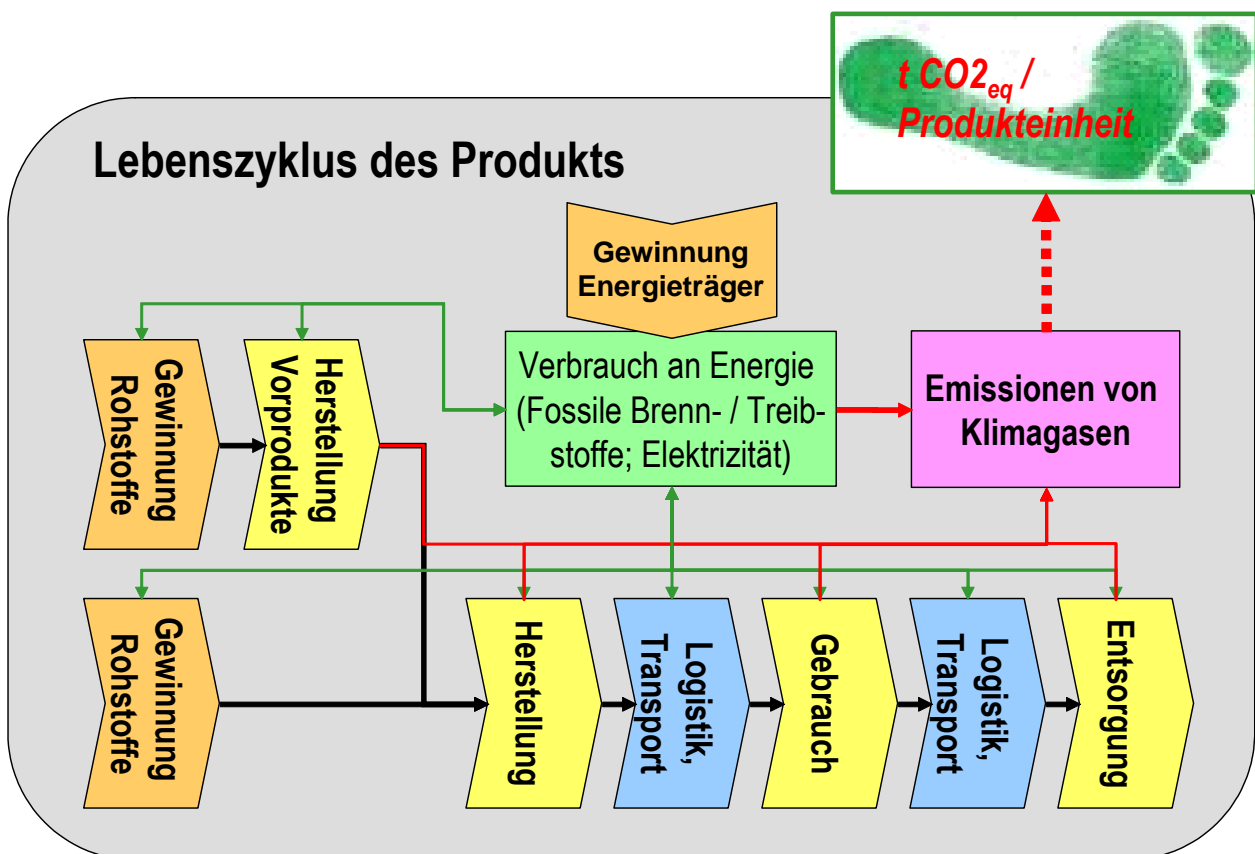 t CO2eq /
Produkteinheit
Lebenszyklus des Produkts
Gewinnung
Energieträger
Gewinnung
Rohstoffe
Herstellung
Vorprodukte
Verbrauch an Energie
(Fossile Brenn- / Treib-
stoffe; Elektrizität)
Emissionen von
Klimagasen
Gewinnung
Rohstoffe
Herstellung
Logistik,
Transport
Gebrauch
Logistik,
Transport
Entsorgung